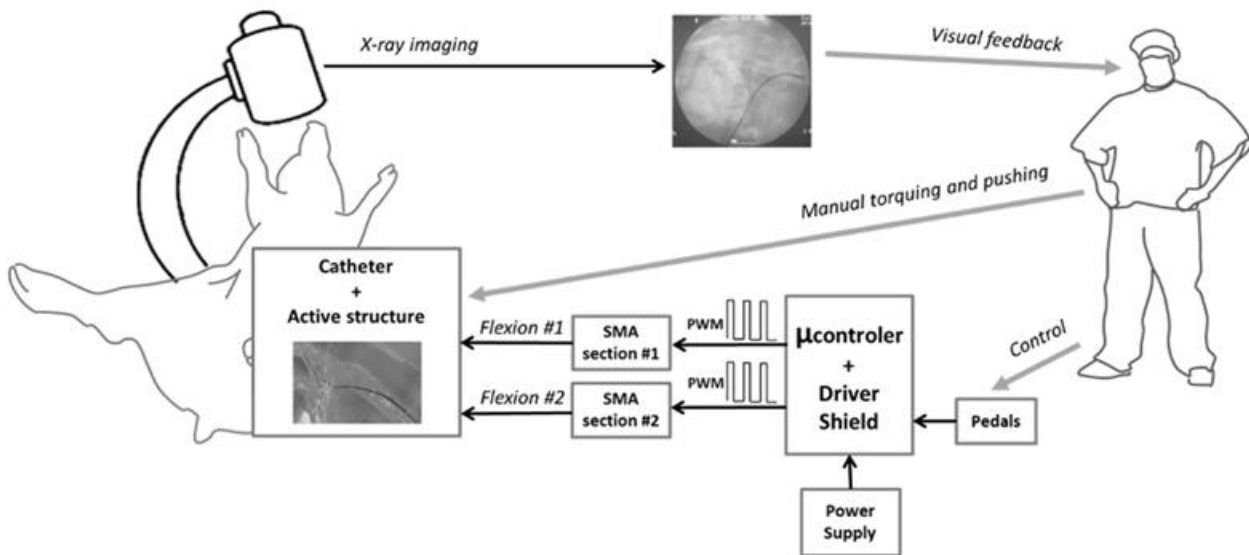 X-ray imaging
Visual feedback
Manual torquing and pushing
Catheter
+
Active structure
Flexion #1
SMA
section #1
PWM
Flexion #2
SMA
section #2
PWM
µcontroler
+
Driver
Shield
Control
Pedals
Power
Supply